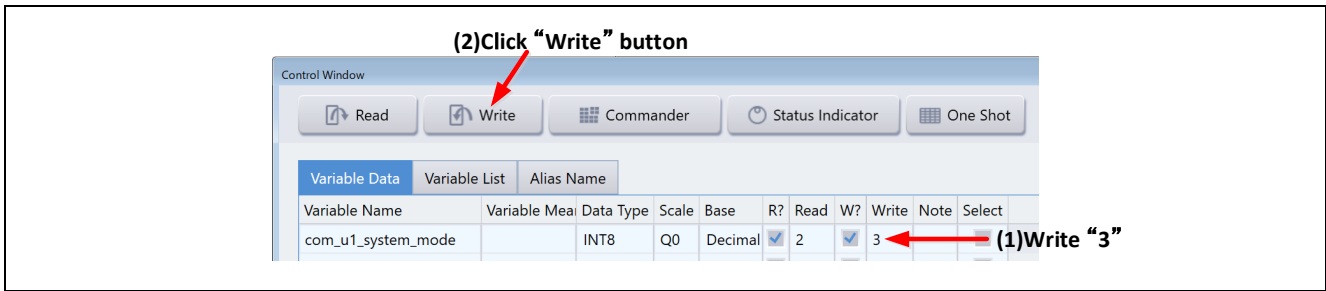 (2)Click “Write” button
Control Window
Read Write Commander Status Indicator One Shot
Variable Data Variable List Alias Name
Variable Name Variable Mea Data Type Scale Base R? Read W? Write Note Select
com_u1_system_mode INT8 Q0 Decimal 2 3
(1)Write “3”